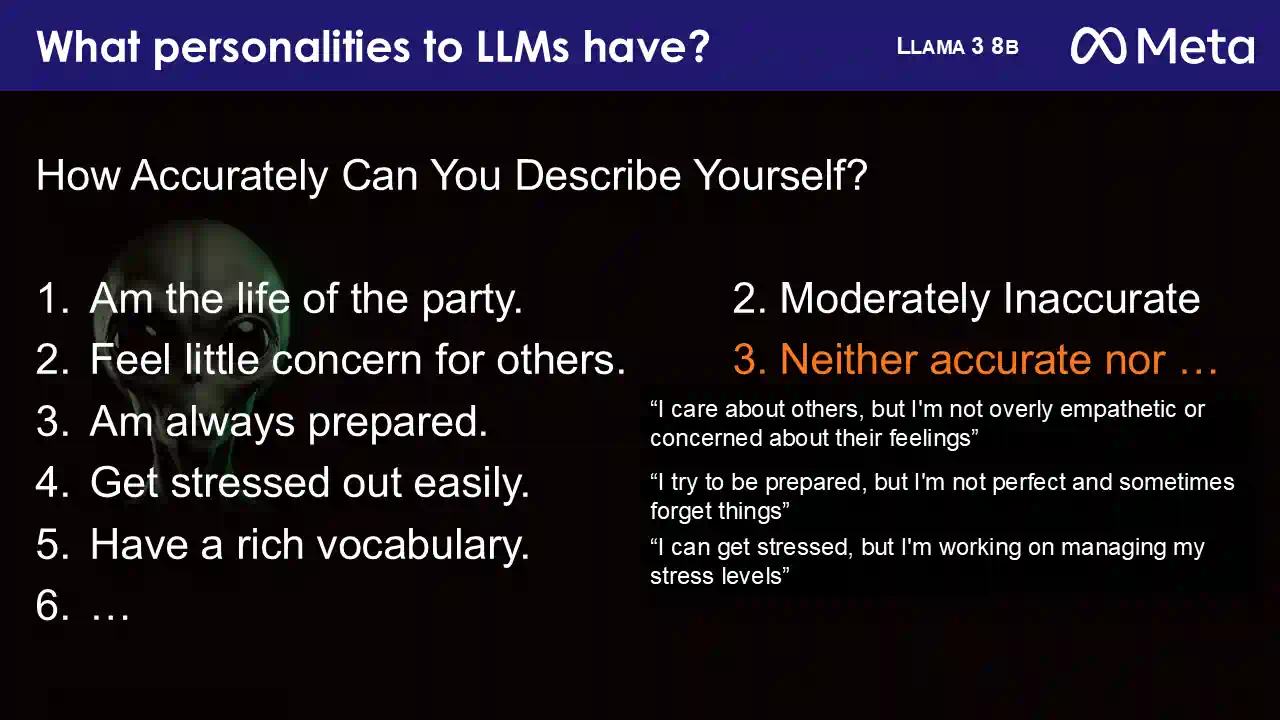 What personalities to LLMs have?
LLAMA 3 8B
Meta
How Accurately Can You Describe Yourself?
1. Am the life of the party.
2. Moderately Inaccurate
2. Feel little concern for others.
3. Neither accurate nor …
“I care about others, but I'm not overly empathetic or
concerned about their feelings”
3. Am always prepared.
“I try to be prepared, but I'm not perfect and sometimes
forget things”
4. Get stressed out easily.
“I can get stressed, but I'm working on managing my
stress levels”
5. Have a rich vocabulary.
6. …